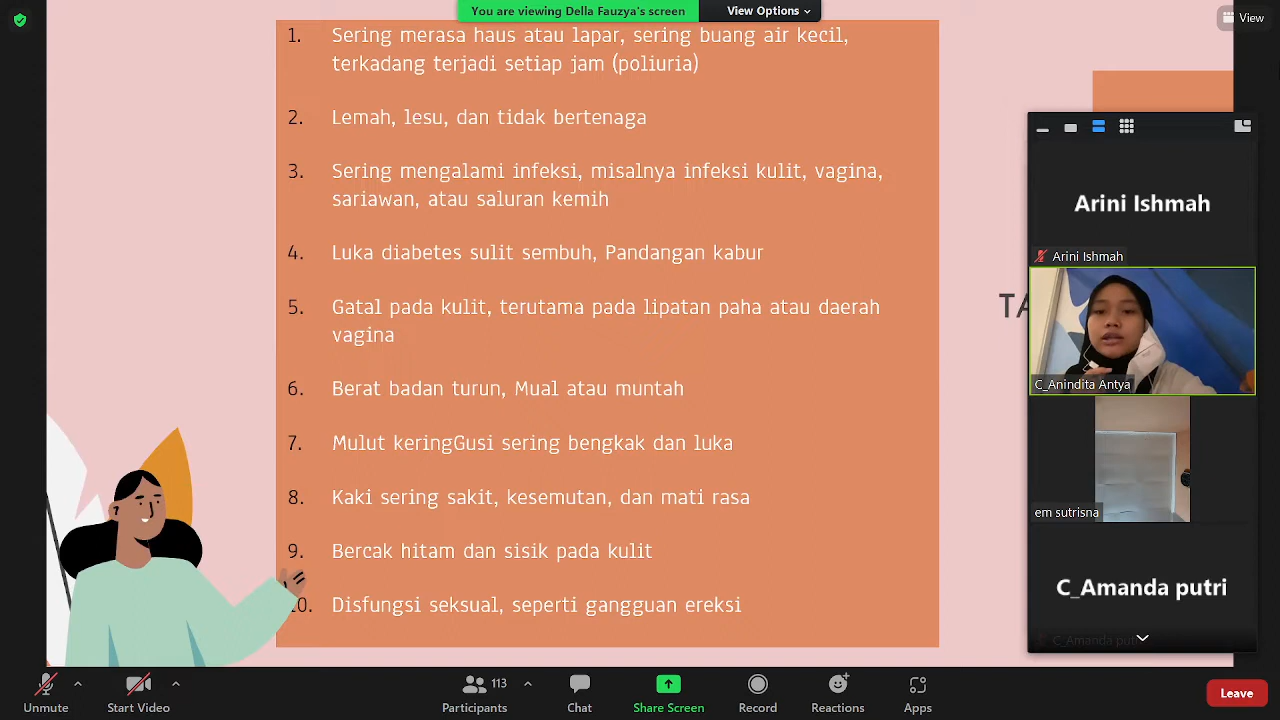 You are viewing Della Fauzya's screen
View Options
View
1. Sering merasa haus atau lapar, sering buang air kecil,
terkadang terjadi setiap jam (poliuria)
2. Lemah, lesu, dan tidak bertenaga
3. Sering mengalami infeksi, misalnya infeksi kulit, vagina,
sariawan, atau saluran kemih
4. Luka diabetes sulit sembuh, Pandangan kabur
5. Gatal pada kulit, terutama pada lipatan paha atau daerah
vagina
6. Berat badan turun, Mual atau muntah
7. Mulut keringGusi sering bengkak dan luka
8. Kaki sering sakit, kesemutan, dan mati rasa
9. Bercak hitam dan sisik pada kulit
10. Disfungsi seksual, seperti gangguan ereksi
TA
Arini Ishmah
Arini Ishmah
C_Anindita Antya
em sutrisna
C_Amanda putri
C_Amanda put
Unmute
Start Video
113
Participants
Chat
Share Screen
Record
Reactions
Apps
Leave